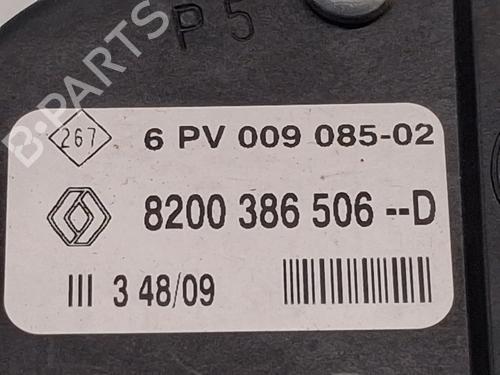 P 5
B-PARTS
267
6 PV 009 085-02
8200 386 506 --D
III 3 48/09